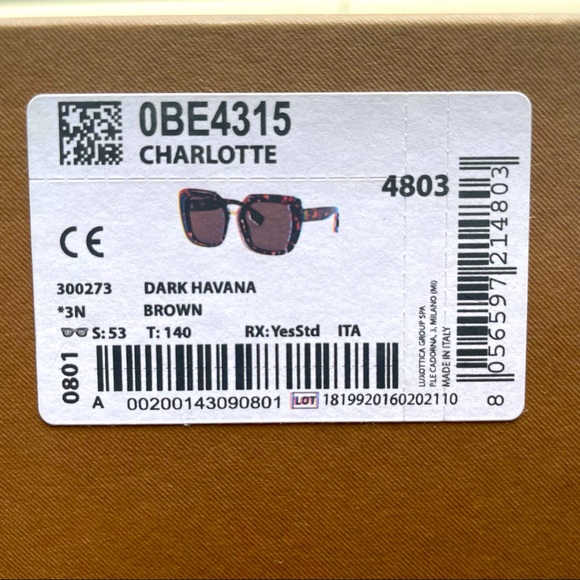 0BE4315
CHARLOTTE
4803
CE
300273 DARK HAVANA
*3N BROWN
S: 53 T: 140 RX: YesStd ITA
0801
A 00200143090801 LOT 1819920160202110
LUXOTTICA GROUP SPA
P.LE CADORNA, 3, MILANO (MI)
MADE IN ITALY
8 056597 214803